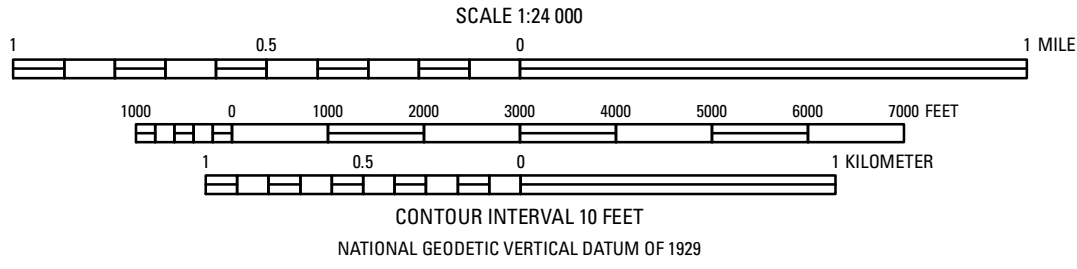 SCALE 1:24 000
1 0.5 0 1 MILE
1000 0 1000 2000 3000 4000 5000 6000 7000 FEET
1 0.5 0 1 KILOMETER
CONTOUR INTERVAL 10 FEET
NATIONAL GEODETIC VERTICAL DATUM OF 1929